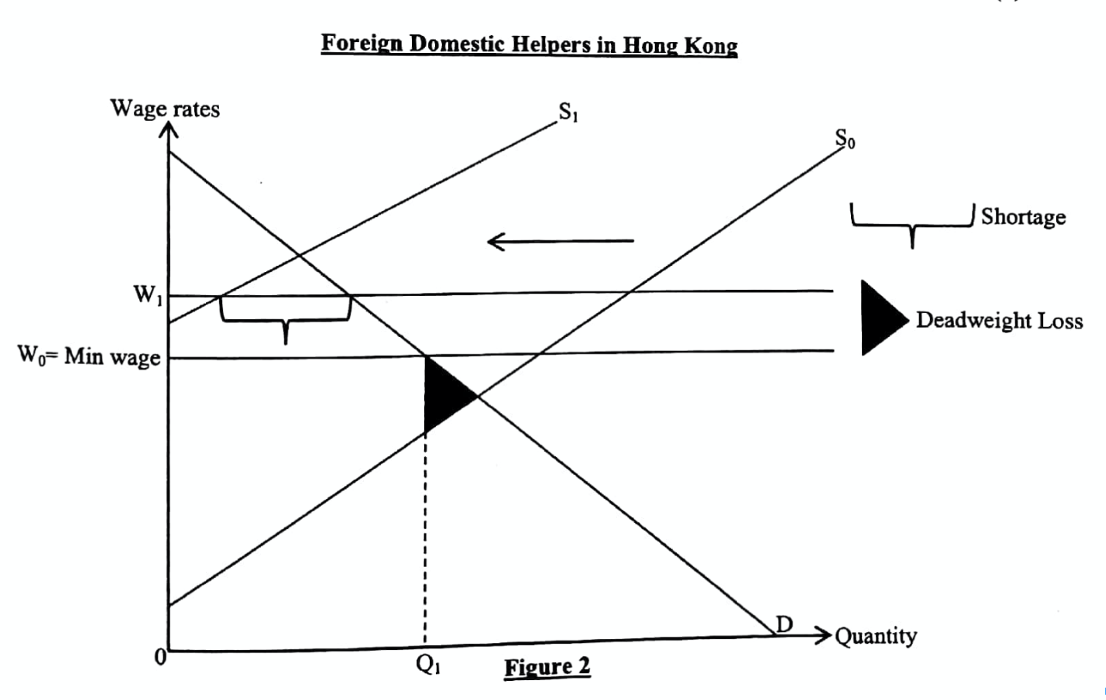 Foreign Domestic Helpers in Hong Kong
Wage rates
S₁
S₀
Shortage
W₁
Deadweight Loss
W₀= Min wage
D
Quantity
0
Q₁
Figure 2